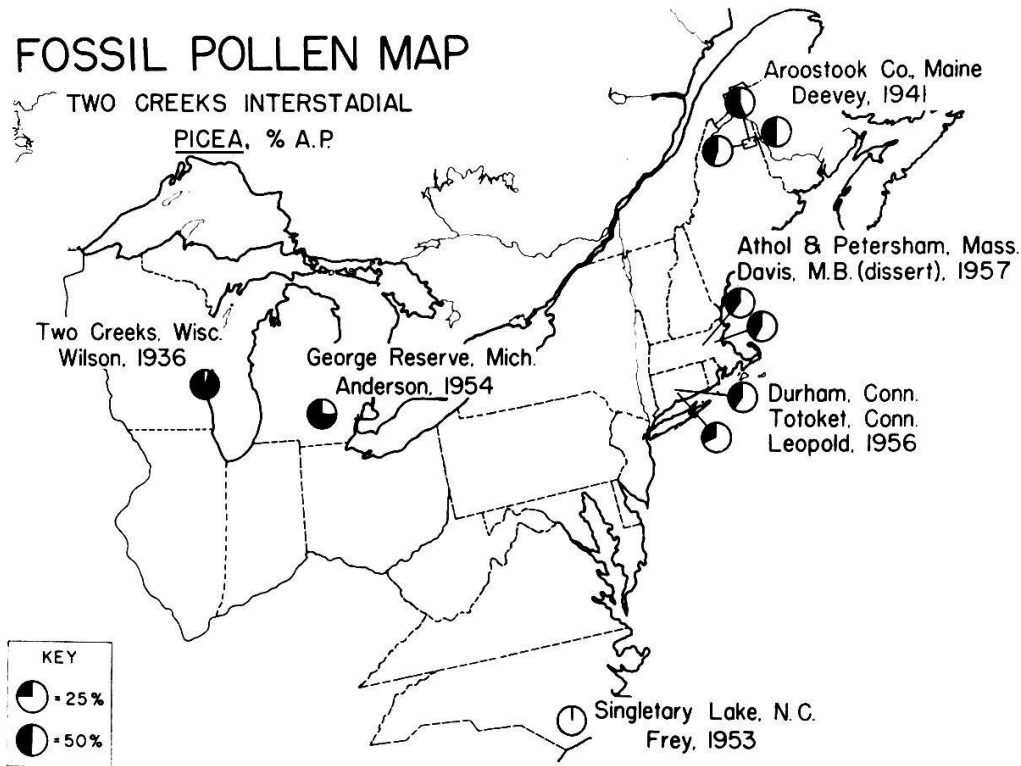 FOSSIL POLLEN MAP
TWO CREEKS INTERSTADIAL
PICEA, % A.P.
Aroostook Co., Maine
Deevey, 1941
Athol & Petersham, Mass.
Davis, M.B. (dissert), 1957
Two Creeks, Wisc.
Wilson, 1936
George Reserve, Mich.
Anderson, 1954
Durham, Conn.
Totoket, Conn.
Leopold, 1956
KEY
= 25%
= 50%
Singletary Lake, N.C.
Frey, 1953